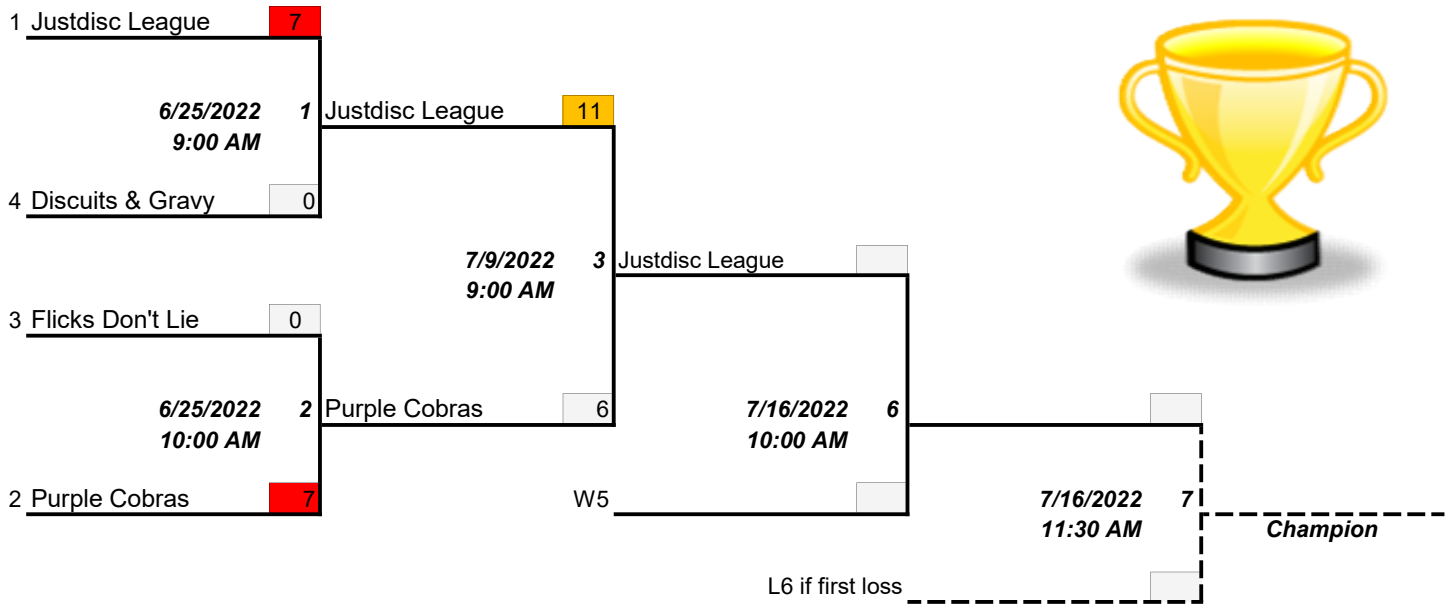 1 Justdisc League 7
6/25/2022 1 Justdisc League 11
9:00 AM
4 Discuits & Gravy 0
7/9/2022 3 Justdisc League
9:00 AM
3 Flicks Don't Lie 0
6/25/2022 2 Purple Cobras 6 7/16/2022 6
10:00 AM 10:00 AM
2 Purple Cobras 7 W5 7/16/2022 7
11:30 AM Champion
L6 if first loss